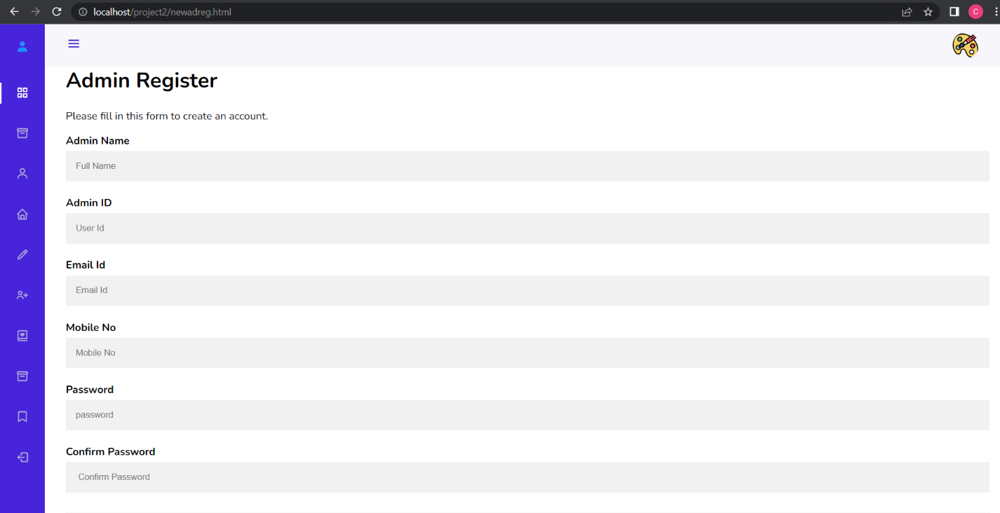 localhost/project2/newadreg.html
C
Admin Register
Please fill in this form to create an account.
Admin Name
Full Name
Admin ID
User Id
Email Id
Email Id
Mobile No
Mobile No
Password
password
Confirm Password
Confirm Password